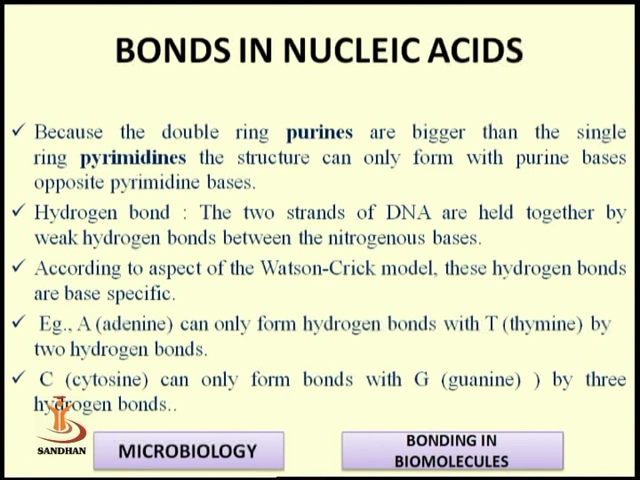 BONDS IN NUCLEIC ACIDS
✓ Because the double ring purines are bigger than the single
ring pyrimidines the structure can only form with purine bases
opposite pyrimidine bases.
✓ Hydrogen bond : The two strands of DNA are held together by
weak hydrogen bonds between the nitrogenous bases.
✓ According to aspect of the Watson-Crick model, these hydrogen bonds
are base specific.
✓ Eg., A (adenine) can only form hydrogen bonds with T (thymine) by
two hydrogen bonds.
✓ C (cytosine) can only form bonds with G (guanine) ) by three
hydrogen bonds..
SANDHAN
MICROBIOLOGY
BONDING IN
BIOMOLECULES